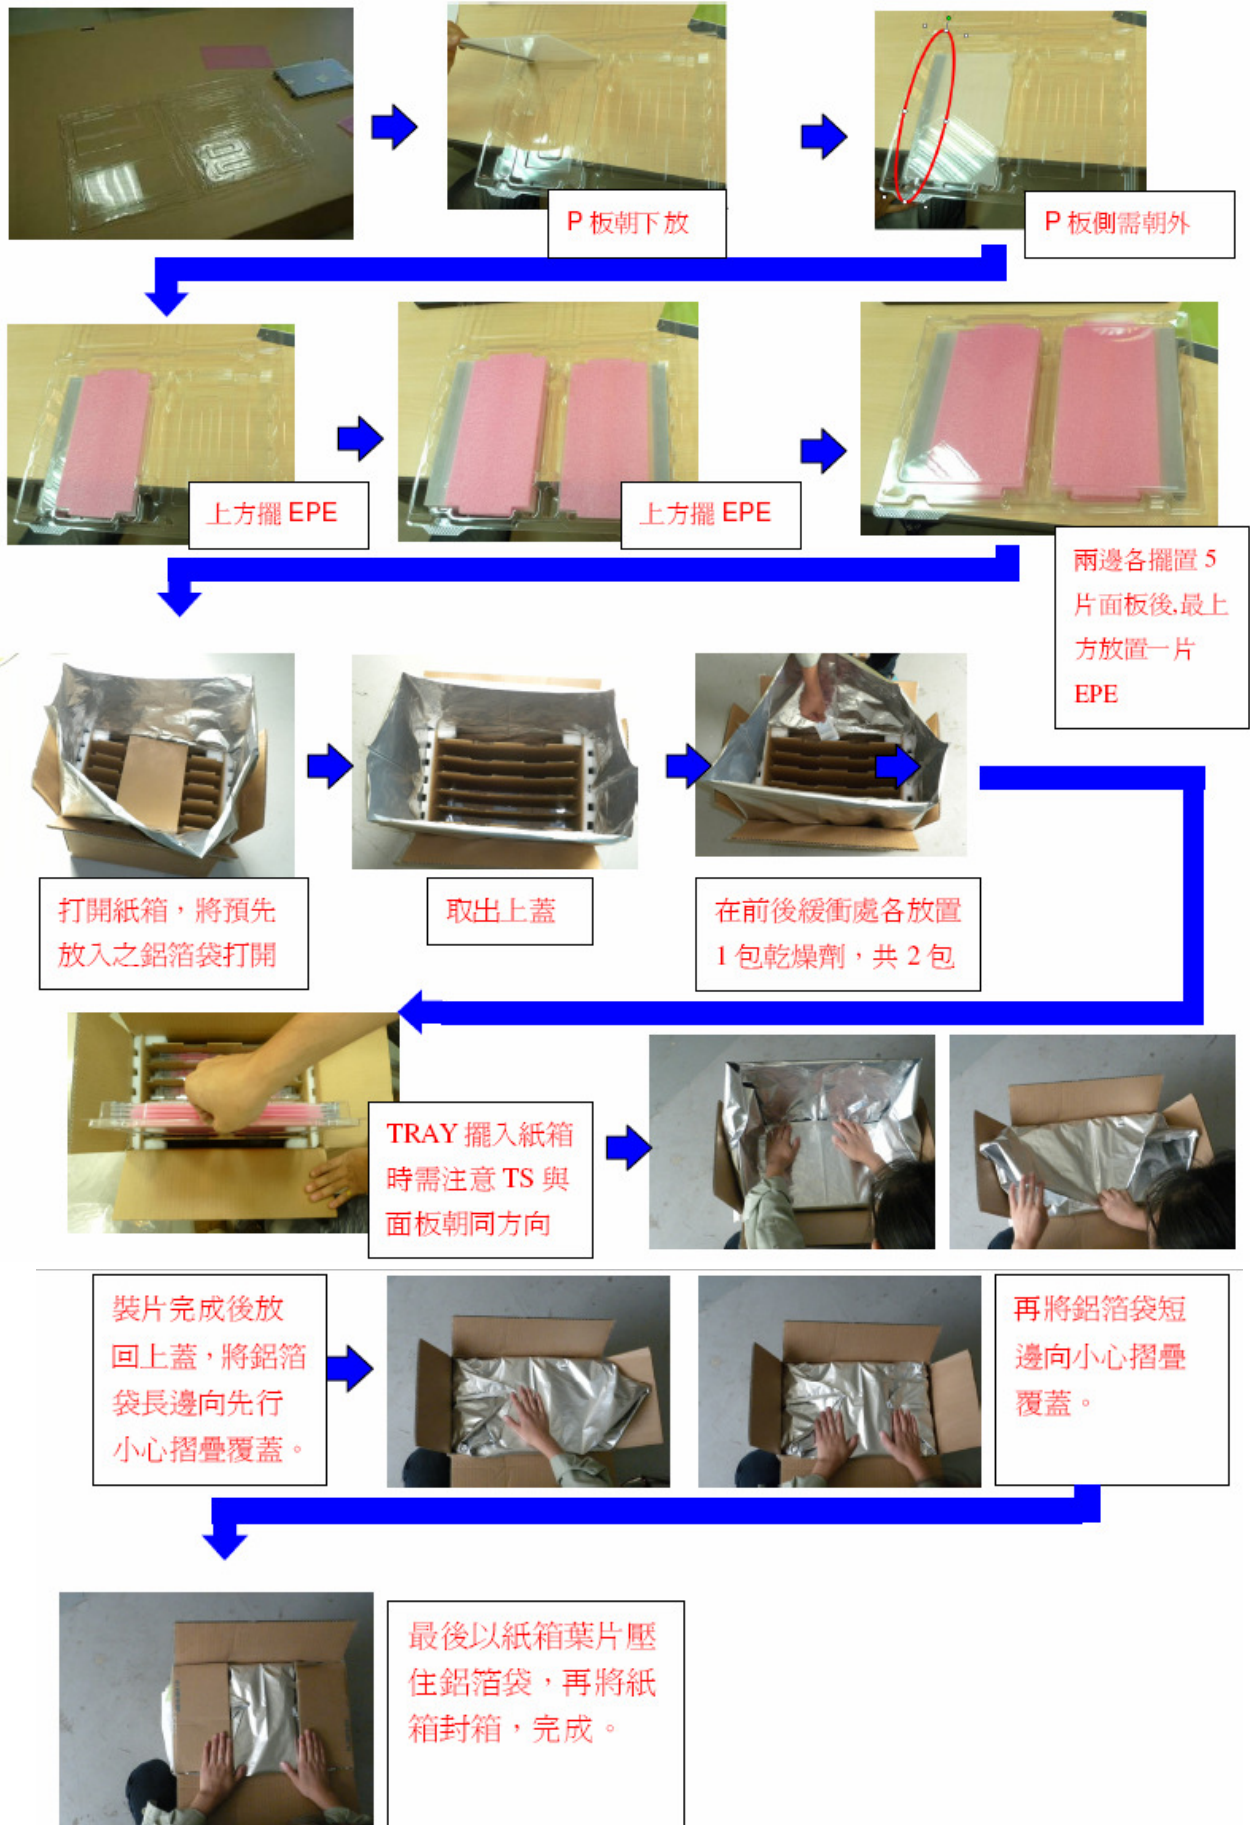 P 板朝下放
P 板側需朝外
上方擺 EPE
上方擺 EPE
兩邊各擺置 5
片面板後,最上
方放置一片
EPE
打開紙箱，將預先
放入之鋁箔袋打開
取出上蓋
在前後緩衝處各放置
1 包乾燥劑，共 2 包
TRAY 擺入紙箱
時需注意 TS 與
面板朝同方向
裝片完成後放
回上蓋，將鋁箔
袋長邊向先行
小心摺疊覆蓋。
再將鋁箔袋短
邊向小心摺疊
覆蓋。
最後以紙箱葉片壓
住鋁箔袋，再將紙
箱封箱，完成。